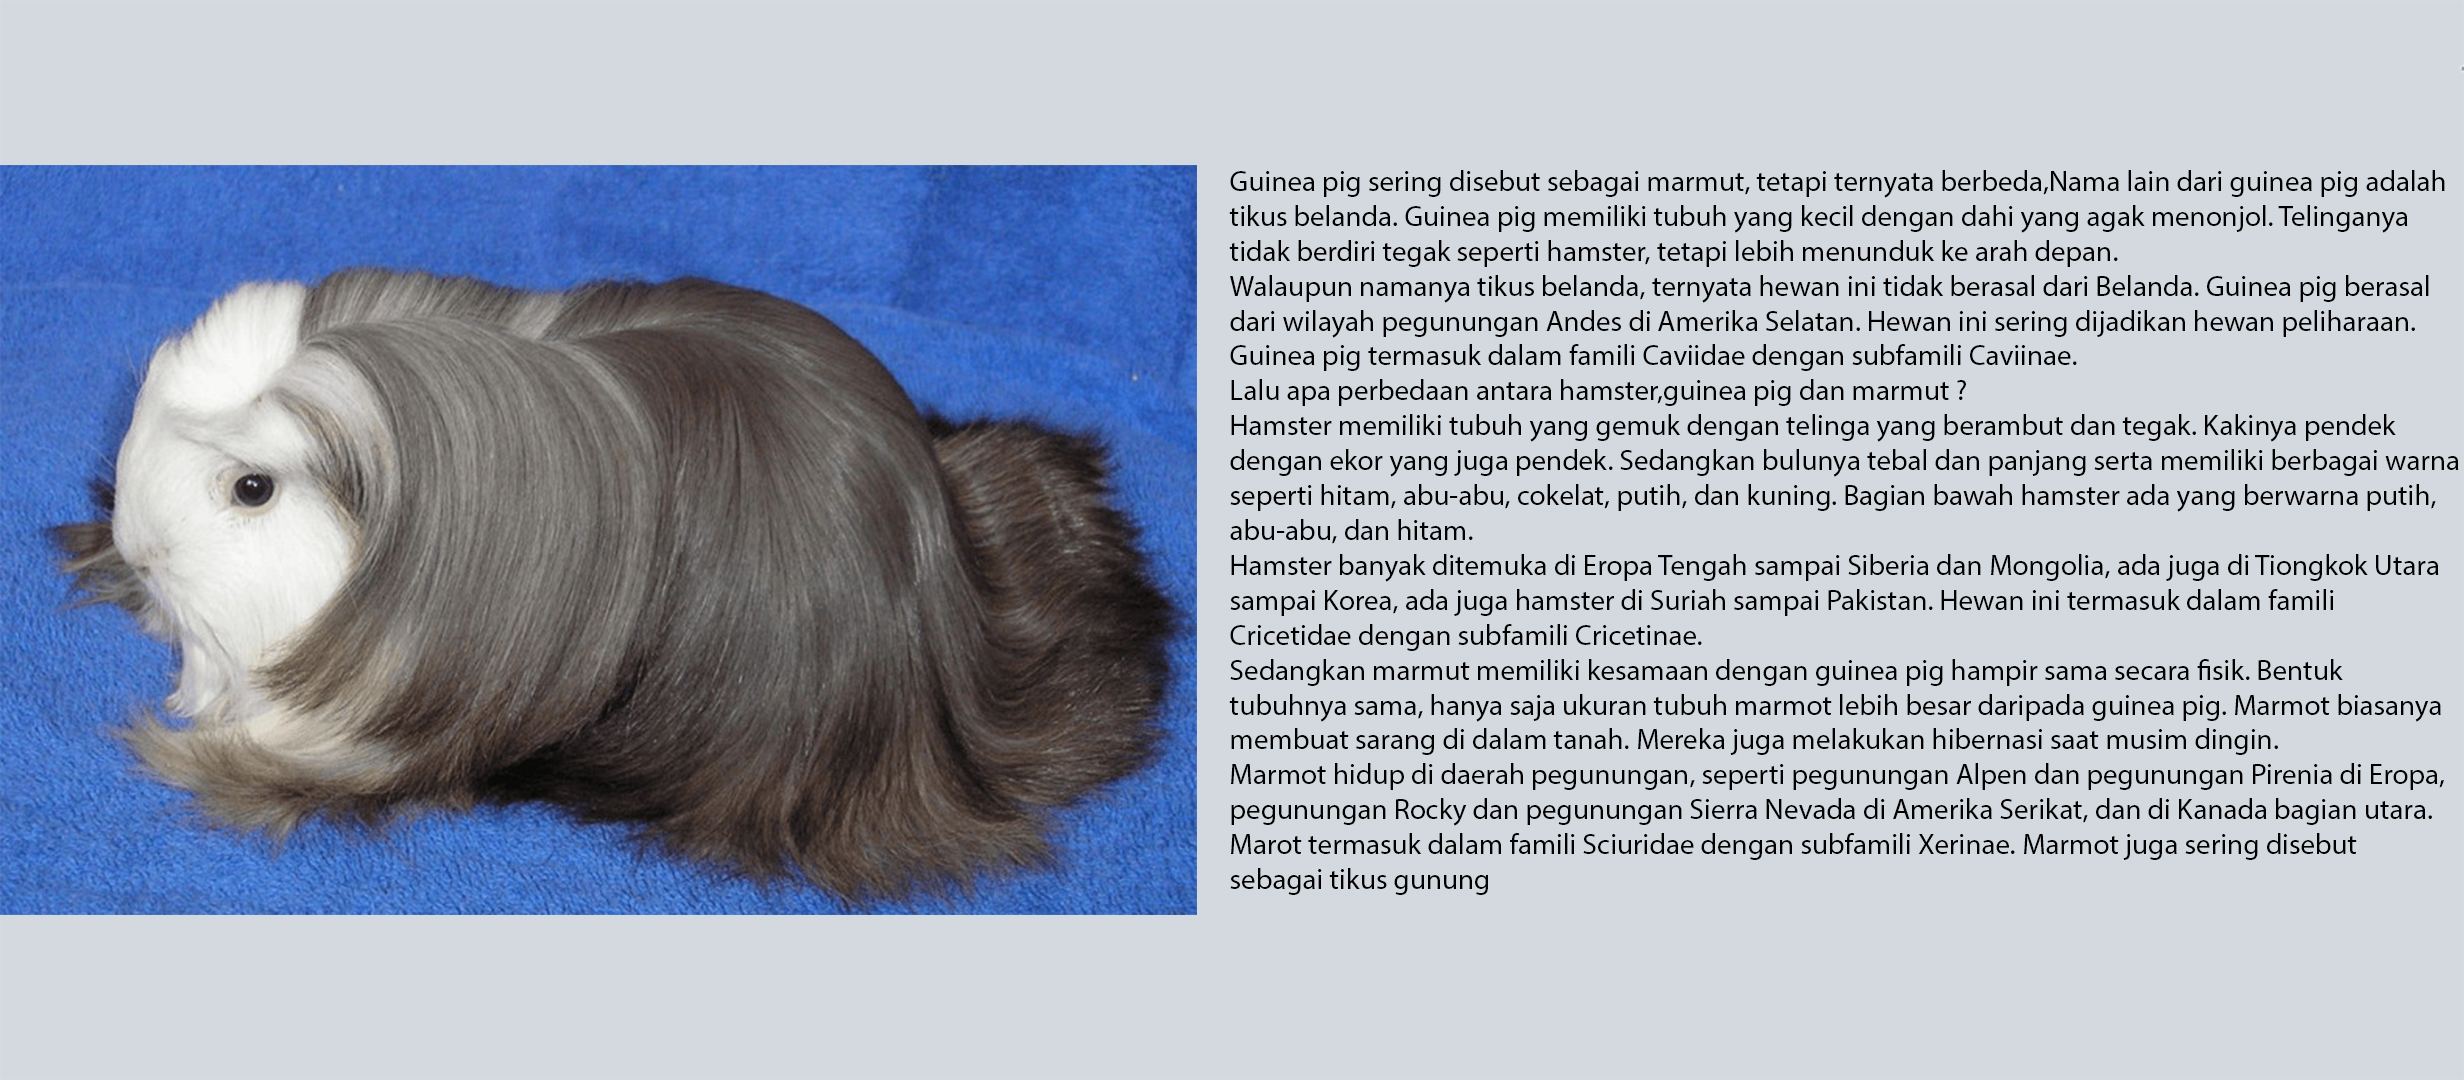 Guinea pig sering disebut sebagai marmut, tetapi ternyata berbeda,Nama lain dari guinea pig adalah
tikus belanda. Guinea pig memiliki tubuh yang kecil dengan dahi yang agak menonjol. Telinganya
tidak berdiri tegak seperti hamster, tetapi lebih menunduk ke arah depan.
Walaupun namanya tikus belanda, ternyata hewan ini tidak berasal dari Belanda. Guinea pig berasal
dari wilayah pegunungan Andes di Amerika Selatan. Hewan ini sering dijadikan hewan peliharaan.
Guinea pig termasuk dalam famili Caviidae dengan subfamili Caviinae.
Lalu apa perbedaan antara hamster,guinea pig dan marmut ?
Hamster memiliki tubuh yang gemuk dengan telinga yang berambut dan tegak. Kakinya pendek
dengan ekor yang juga pendek. Sedangkan bulunya tebal dan panjang serta memiliki berbagai warna
seperti hitam, abu-abu, cokelat, putih, dan kuning. Bagian bawah hamster ada yang berwarna putih,
abu-abu, dan hitam.
Hamster banyak ditemuka di Eropa Tengah sampai Siberia dan Mongolia, ada juga di Tiongkok Utara
sampai Korea, ada juga hamster di Suriah sampai Pakistan. Hewan ini termasuk dalam famili
Cricetidae dengan subfamili Cricetinae.
Sedangkan marmut memiliki kesamaan dengan guinea pig hampir sama secara fisik. Bentuk
tubuhnya sama, hanya saja ukuran tubuh marmot lebih besar daripada guinea pig. Marmot biasanya
membuat sarang di dalam tanah. Mereka juga melakukan hibernasi saat musim dingin.
Marmot hidup di daerah pegunungan, seperti pegunungan Alpen dan pegunungan Pirenia di Eropa,
pegunungan Rocky dan pegunungan Sierra Nevada di Amerika Serikat, dan di Kanada bagian utara.
Marot termasuk dalam famili Sciuridae dengan subfamili Xerinae. Marmot juga sering disebut
sebagai tikus gunung